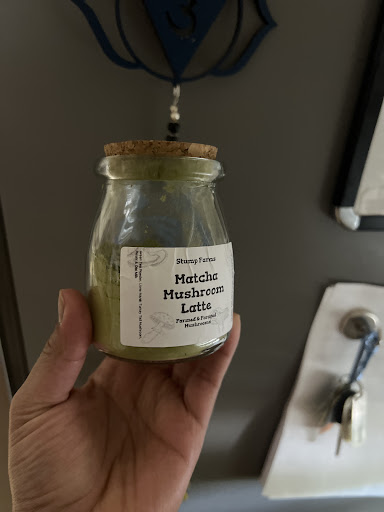 Stump Farms
Matcha
Mushroom
Latte
Farmed & Foraged
Mushrooms